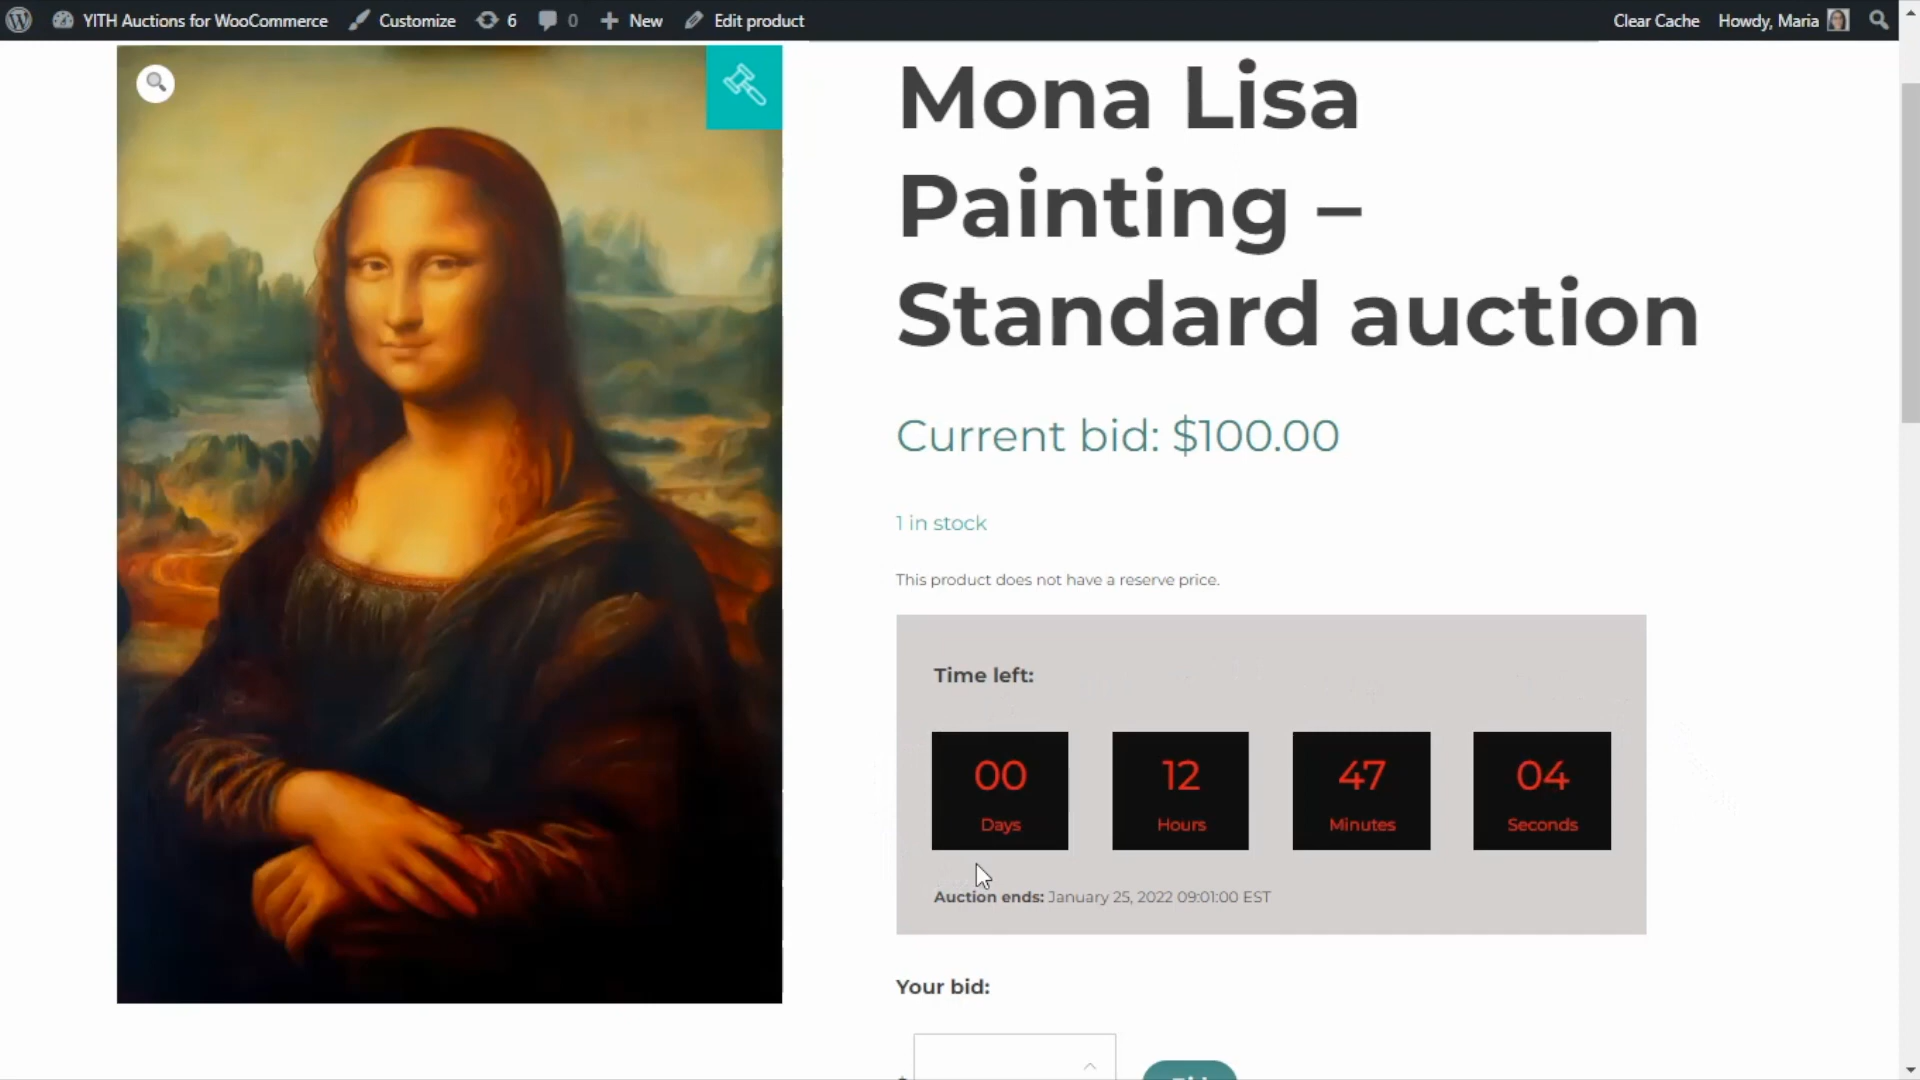 YITH Auctions for WooCommerce Customize 6 0 New Edit product Clear Cache Howdy, Maria
Mona Lisa
Painting –
Standard auction
Current bid: $100.00
1 in stock
This product does not have a reserve price.
Time left:
00 12 47 04
Days Hours Minutes Seconds
Auction ends: January 25, 2022 09:01:00 EST
Your bid: